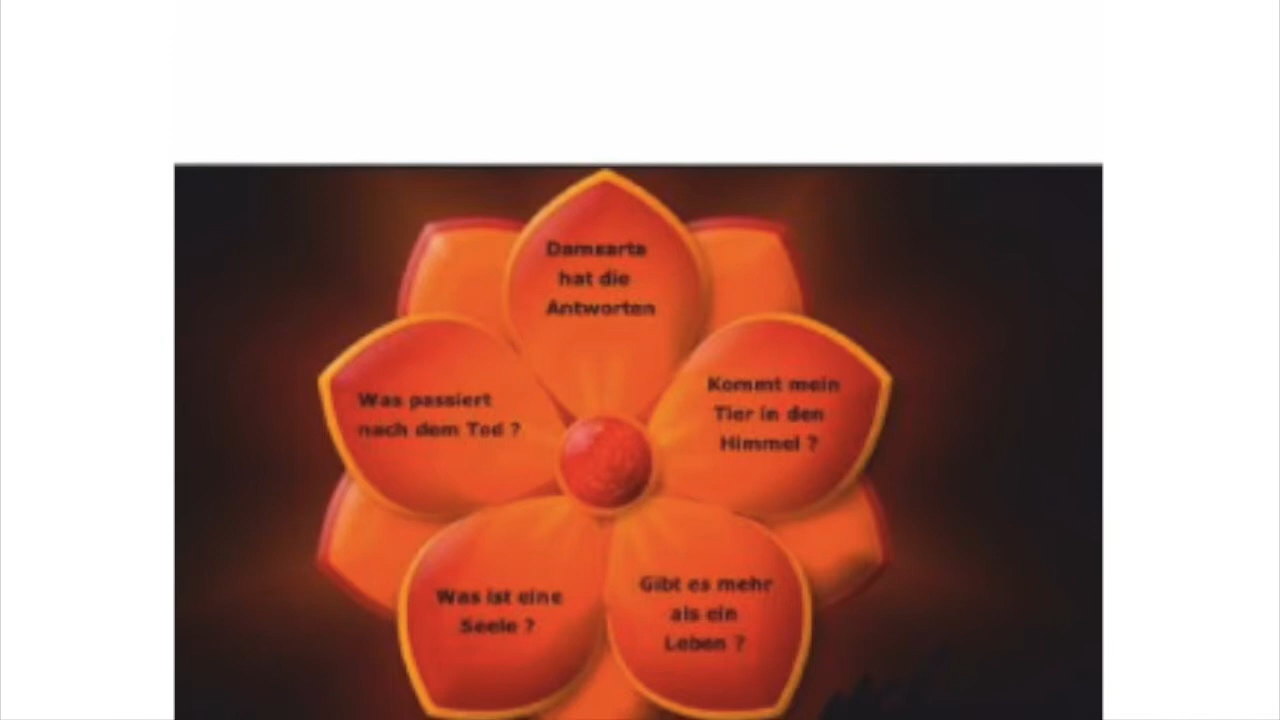 Damsarta
hat die
Antworten
Was passiert
nach dem Tod ?
Kommt mein
Tier in den
Himmel ?
Was ist eine
Seele ?
Gibt es mehr
als ein
Leben ?